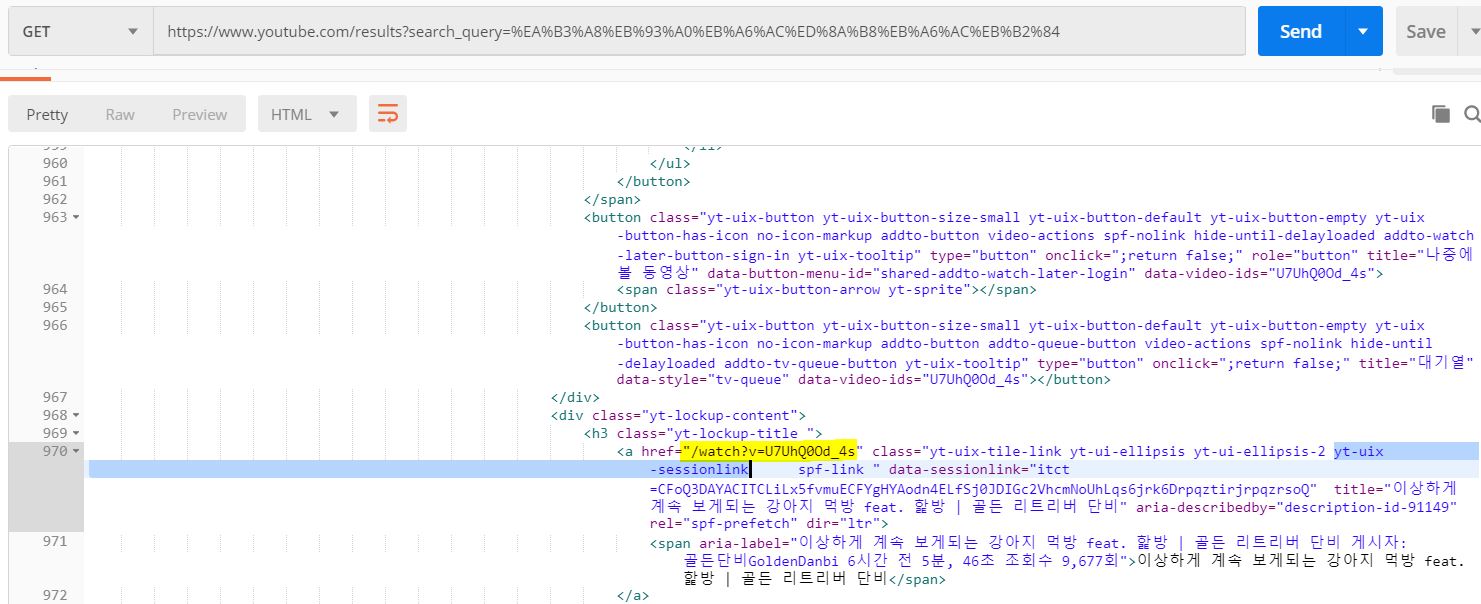 GET https://www.youtube.com/results?search_query=%EA%B3%A8%EB%93%A0%EB%A6%AC%ED%8A%B8%EB%A6%AC%EB%B2%84 Send Save
Pretty Raw Preview HTML
960 </ul>
961 </button>
962 </span>
963 <button class="yt-uix-button yt-uix-button-size-small yt-uix-button-default yt-uix-button-empty yt-uix
-button-has-icon no-icon-markup addto-button video-actions spf-nolink hide-until-delayloaded addto-watch
-later-button-sign-in yt-uix-tooltip" type="button" onclick=";return false;" role="button" title="나중에
볼 동영상" data-button-menu-id="shared-addto-watch-later-login" data-video-ids="U7UhQ0Od_4s">
964 <span class="yt-uix-button-arrow yt-sprite"></span>
965 </button>
966 <button class="yt-uix-button yt-uix-button-size-small yt-uix-button-default yt-uix-button-empty yt-uix
-button-has-icon no-icon-markup addto-button addto-queue-button video-actions spf-nolink hide-until
-delayloaded addto-tv-queue-button yt-uix-tooltip" type="button" onclick=";return false;" title="대기열"
data-style="tv-queue" data-video-ids="U7UhQ0Od_4s"></button>
967 </div>
968 <div class="yt-lockup-content">
969 <h3 class="yt-lockup-title ">
970 <a href="/watch?v=U7UhQ0Od_4s" class="yt-uix-tile-link yt-ui-ellipsis yt-ui-ellipsis-2 yt-uix
-sessionlink spf-link " data-sessionlink="itct
=CFoQ3DAYACITCLiLx5fvmuECFYgHYAodn4ELfSj0JDIGc2VhcmNoUhLqs6jrk6DrpqztirjrpqzrsoQ" title="이상하게
계속 보게되는 강아지 먹방 feat. 핥방 | 골든 리트리버 단비" aria-describedby="description-id-91149"
rel="spf-prefetch" dir="ltr">
971 <span aria-label="이상하게 계속 보게되는 강아지 먹방 feat. 핥방 | 골든 리트리버 단비 게시자:
골든단비GoldenDanbi 6시간 전 5분, 46초 조회수 9,677회">이상하게 계속 보게되는 강아지 먹방 feat.
핥방 | 골든 리트리버 단비</span>
972 </a>